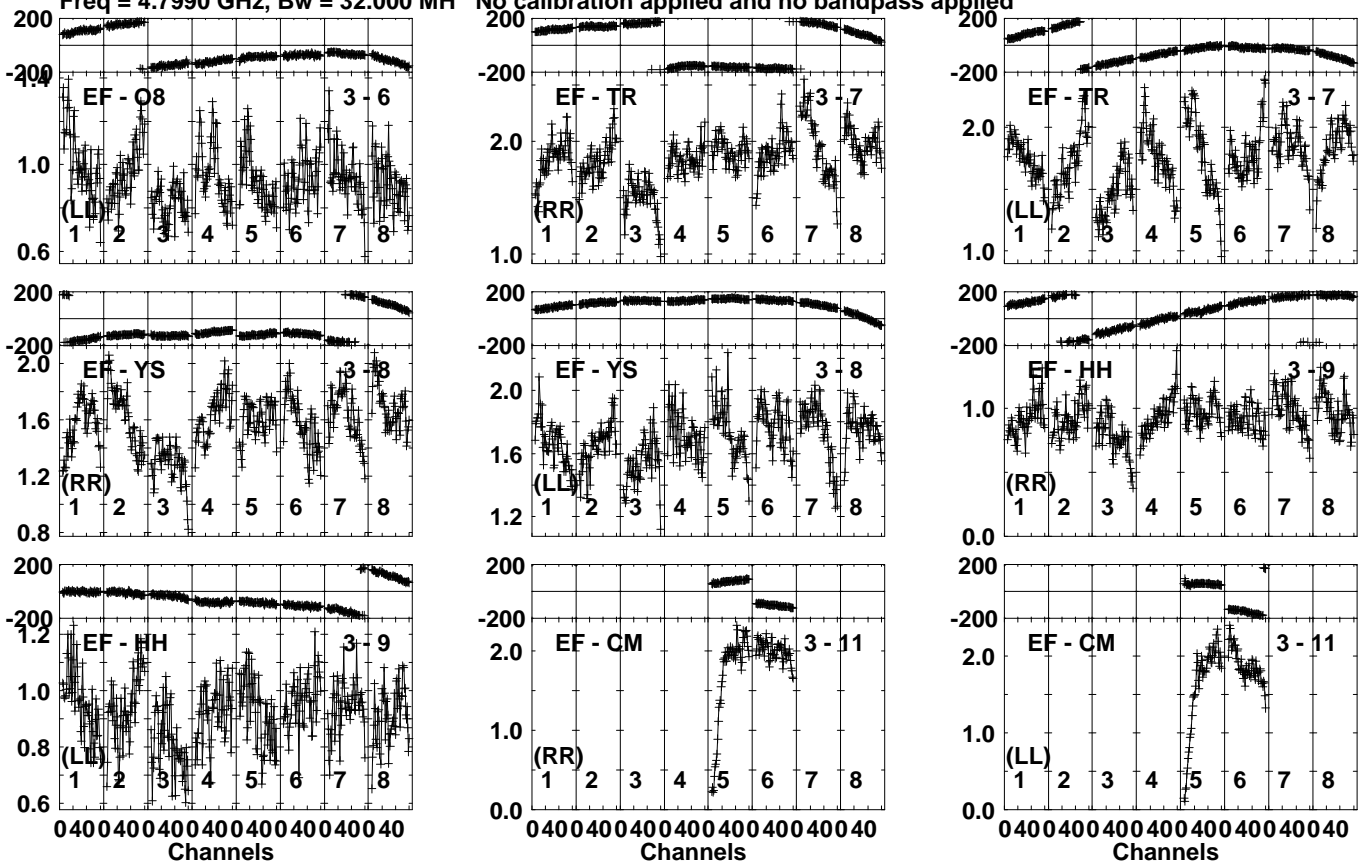 Freq = 4.7990 GHz, Bw = 32.000 MH No calibration applied and no bandpass applied
200
-200
1.4
1.0
0.6
EF - O8 3 - 6
(LL)
1 2 3 4 5 6 7 8
200
-200
2.0
1.0
EF - TR 3 - 7
(RR)
1 2 3 4 5 6 7 8
200
-200
2.0
1.0
EF - TR 3 - 7
(LL)
1 2 3 4 5 6 7 8
200
-200
2.0
1.6
1.2
0.8
EF - YS 3 - 8
(RR)
1 2 3 4 5 6 7 8
200
-200
2.0
1.6
1.2
EF - YS 3 - 8
(LL)
1 2 3 4 5 6 7 8
200
-200
1.0
0.0
EF - HH 3 - 9
(RR)
1 2 3 4 5 6 7 8
200
-200
1.2
1.0
0.8
0.6
EF - HH 3 - 9
(LL)
1 2 3 4 5 6 7 8
0 40 0 40 0 40 0 40 0 40 0 40 0 40 0 40
Channels
200
-200
2.0
1.0
0.0
EF - CM 3 - 11
(RR)
1 2 3 4 5 6 7 8
0 40 0 40 0 40 0 40 0 40 0 40 0 40 0 40
Channels
200
-200
2.0
1.0
0.0
EF - CM 3 - 11
(LL)
1 2 3 4 5 6 7 8
0 40 0 40 0 40 0 40 0 40 0 40 0 40 0 40
Channels